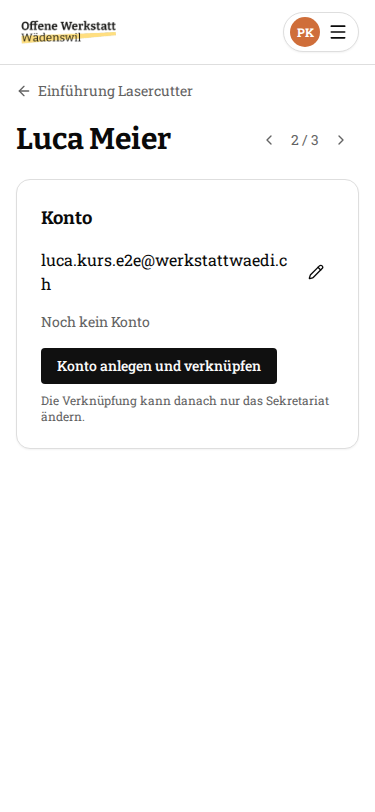 Offene Werkstatt
Wädenswil
PK
Einführung Lasercutter
Luca Meier
2 / 3
Konto
luca.kurs.e2e@werkstattwaedi.c
h
Noch kein Konto
Konto anlegen und verknüpfen
Die Verknüpfung kann danach nur das Sekretariat
ändern.